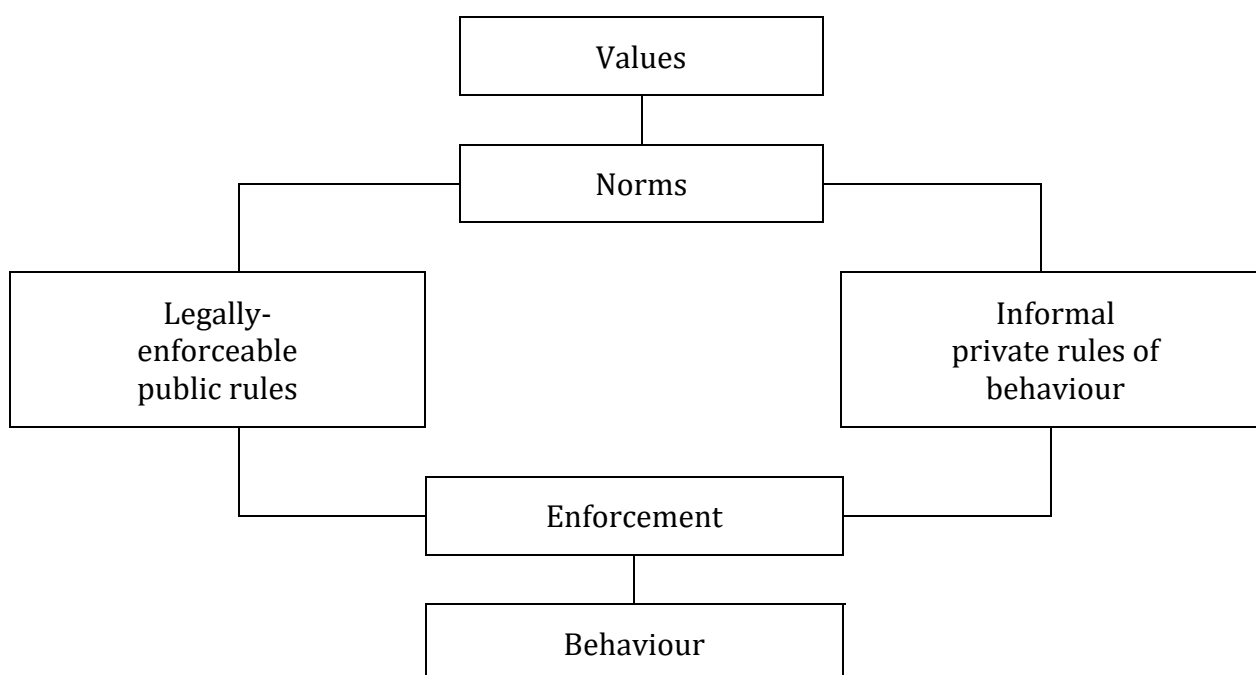 Values
Norms
Legally-
enforceable
public rules
Informal
private rules of
behaviour
Enforcement
Behaviour